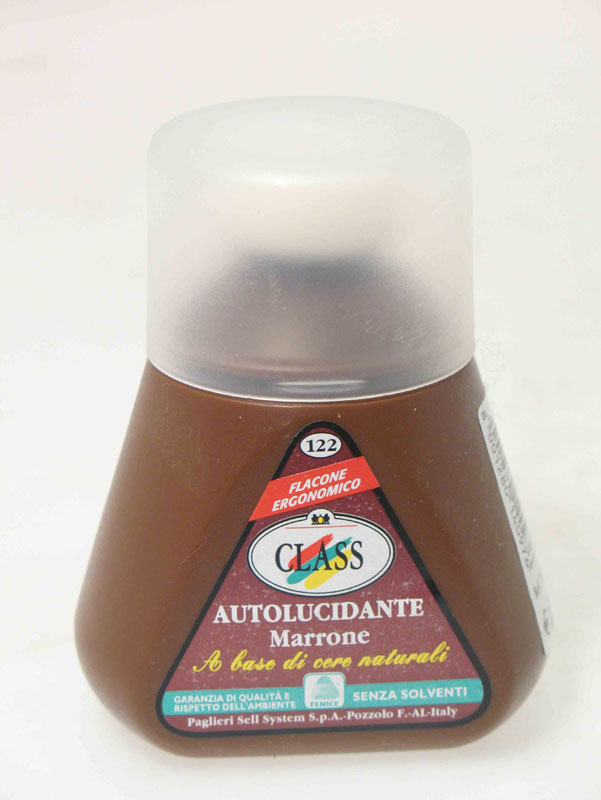 122
FLACONE
ERGONOMICO
CLASS
AUTOLUCIDANTE
Marrone
A base di cere naturali
GARANZIA DI QUALITÀ E
RISPETTO DELL'AMBIENTE
FENICE
SENZA SOLVENTI
Paglieri Sell System S.p.A.-Pozzolo F.-AL-Italy